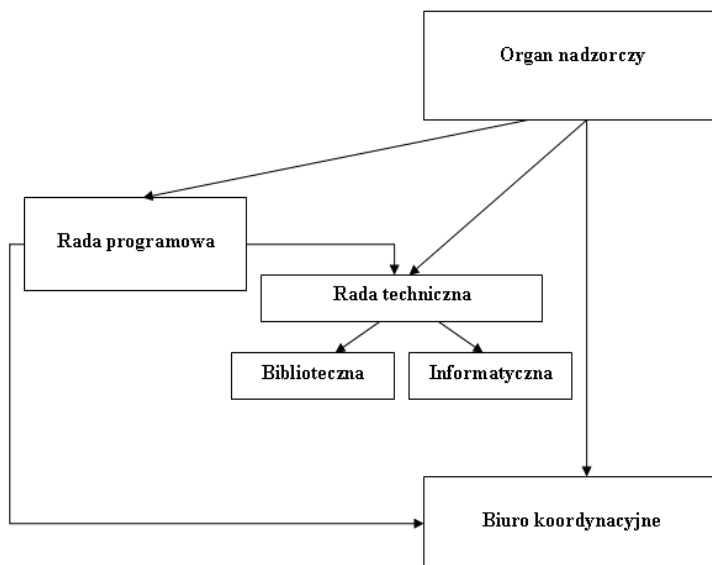 Organ nadzorczy
Rada programowa
Rada techniczna
Biblioteczna
Informatyczna
Biuro koordynacyjne